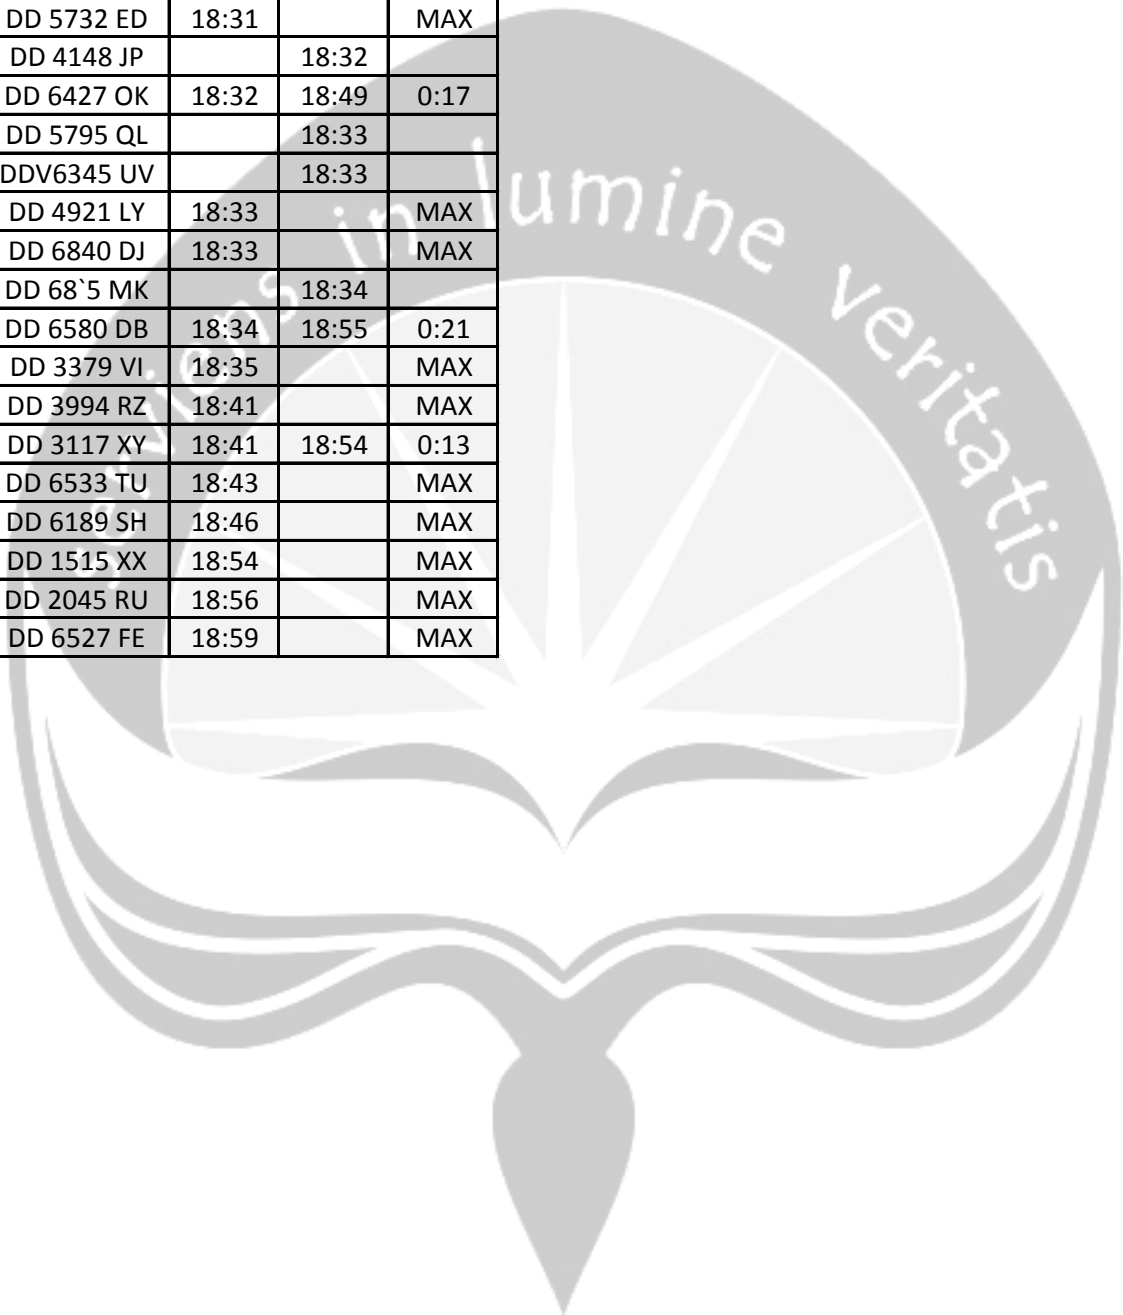 DD 5732 ED 18:31 MAX
DD 4148 JP 18:32
DD 6427 OK 18:32 18:49 0:17
DD 5795 QL 18:33
DDV6345 UV 18:33
DD 4921 LY 18:33 MAX
DD 6840 DJ 18:33 MAX
DD 68`5 MK 18:34
DD 6580 DB 18:34 18:55 0:21
DD 3379 VI 18:35 MAX
DD 3994 RZ 18:41 MAX
DD 3117 XY 18:41 18:54 0:13
DD 6533 TU 18:43 MAX
DD 6189 SH 18:46 MAX
DD 1515 XX 18:54 MAX
DD 2045 RU 18:56 MAX
DD 6527 FE 18:59 MAX
serviens in lumine veritatis